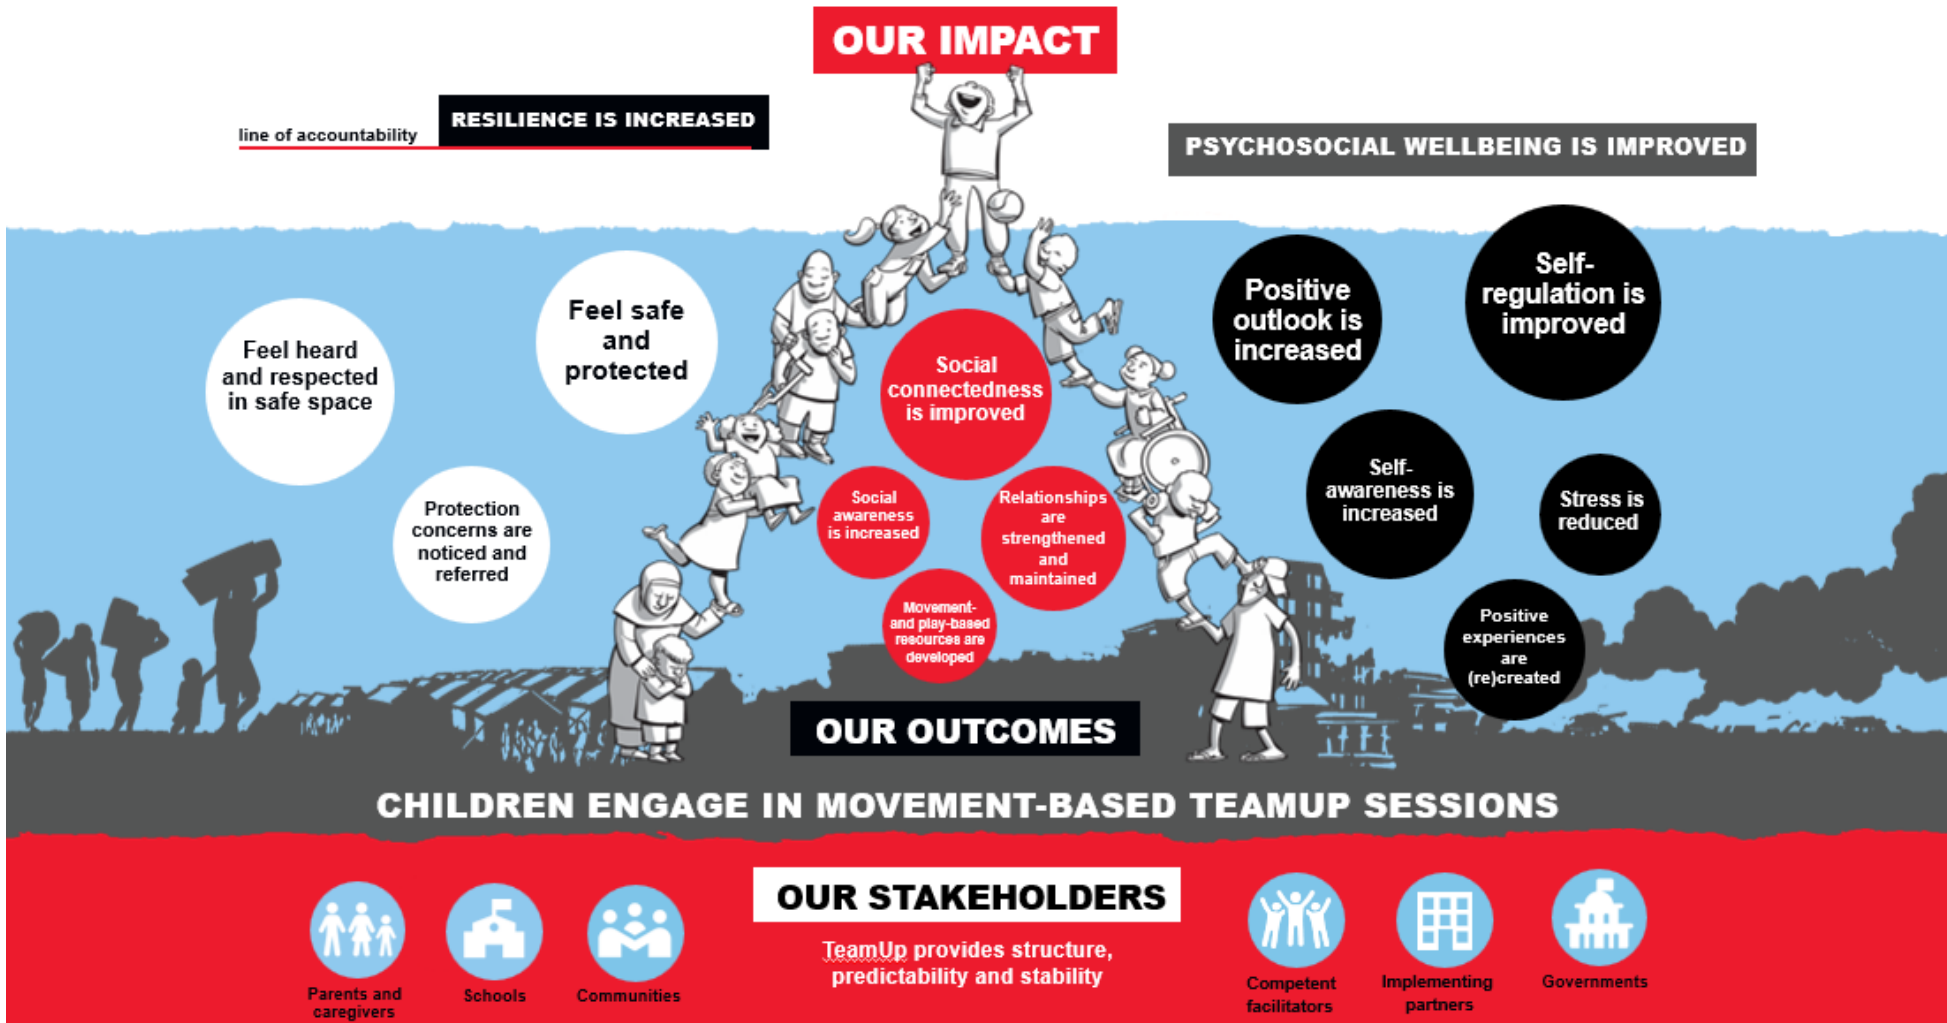 OUR IMPACT
line of accountability
RESILIENCE IS INCREASED
PSYCHOSOCIAL WELLBEING IS IMPROVED
Feel heard
and respected
in safe space
Feel safe
and
protected
Protection
concerns are
noticed and
referred
Social
connectedness
is improved
Social
awareness
is increased
Relationships
are
strengthened
and
maintained
Movement-
and play-based
resources are
developed
Positive
outlook is
increased
Self-
regulation is
improved
Self-
awareness is
increased
Stress is
reduced
Positive
experiences
are
(re)created
OUR OUTCOMES
CHILDREN ENGAGE IN MOVEMENT-BASED TEAMUP SESSIONS
OUR STAKEHOLDERS
TeamUp provides structure,
predictability and stability
Parents and
caregivers
Schools
Communities
Competent
facilitators
Implementing
partners
Governments